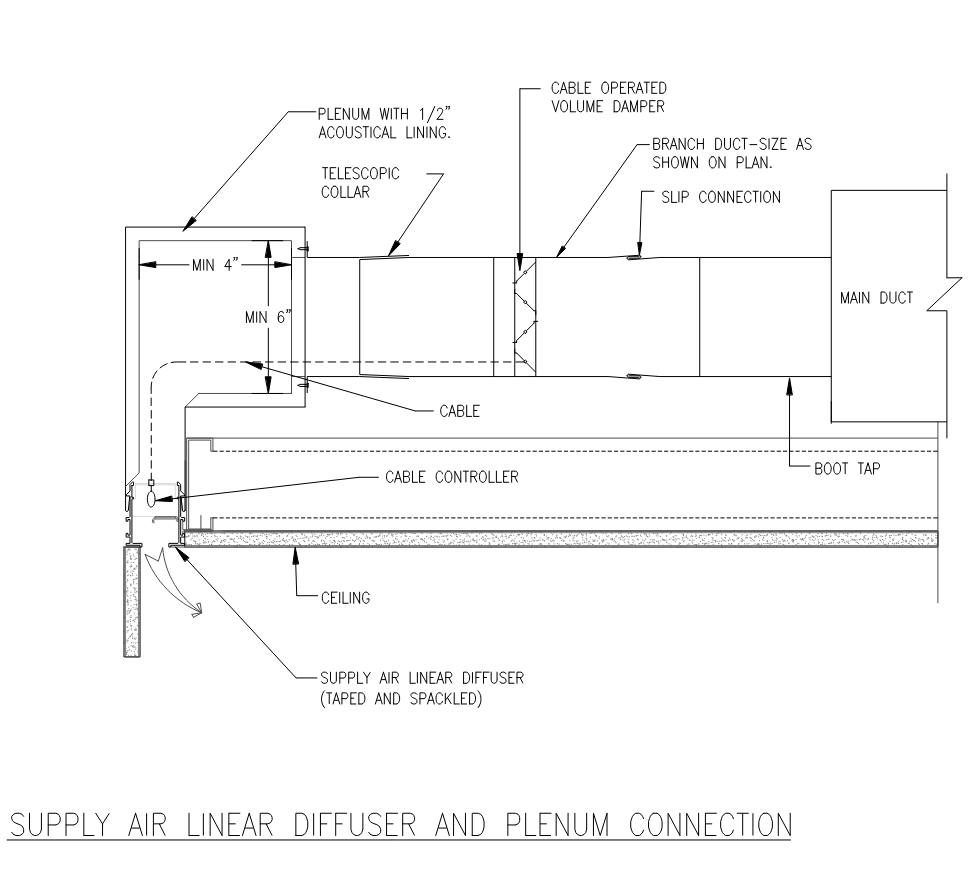 CABLE OPERATED
VOLUME DAMPER
PLENUM WITH 1/2"
ACOUSTICAL LINING.
BRANCH DUCT-SIZE AS
SHOWN ON PLAN.
TELESCOPIC
COLLAR
SLIP CONNECTION
MIN 4"
MAIN DUCT
MIN 6"
CABLE
BOOT TAP
CABLE CONTROLLER
CEILING
SUPPLY AIR LINEAR DIFFUSER
(TAPED AND SPACKLED)
SUPPLY AIR LINEAR DIFFUSER AND PLENUM CONNECTION